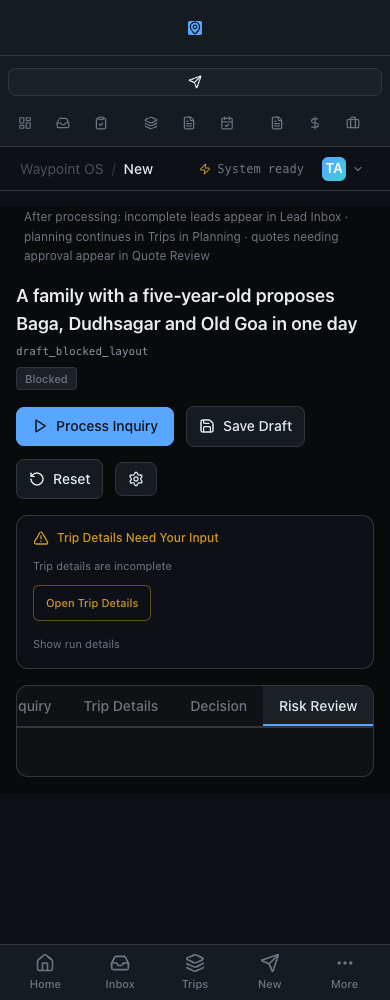 Waypoint OS / New
System ready
TA
After processing: incomplete leads appear in Lead Inbox ·
planning continues in Trips in Planning · quotes needing
approval appear in Quote Review
A family with a five-year-old proposes
Baga, Dudhsagar and Old Goa in one day
draft_blocked_layout
Blocked
Process Inquiry
Save Draft
Reset
Trip Details Need Your Input
Trip details are incomplete
Open Trip Details
Show run details
quiry
Trip Details
Decision
Risk Review
Home
Inbox
Trips
New
More